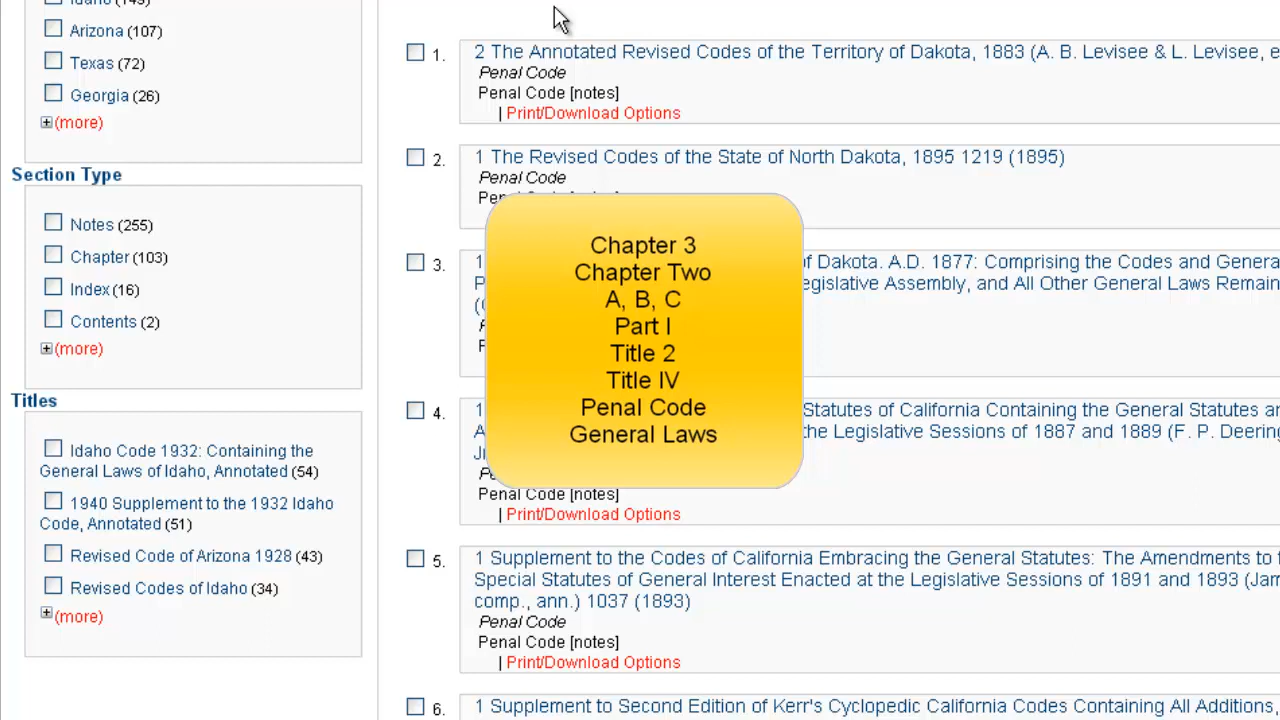 Idaho (149)
Arizona (107)
Texas (72)
Georgia (26)
(more)
Section Type
Notes (255)
Chapter (103)
Index (16)
Contents (2)
(more)
Titles
Idaho Code 1932: Containing the
General Laws of Idaho, Annotated (54)
1940 Supplement to the 1932 Idaho
Code, Annotated (51)
Revised Code of Arizona 1928 (43)
Revised Codes of Idaho (34)
(more)
1. 2 The Annotated Revised Codes of the Territory of Dakota, 1883 (A. B. Levisee & L. Levisee, e
Penal Code
Penal Code [notes]
| Print/Download Options
2. 1 The Revised Codes of the State of North Dakota, 1895 1219 (1895)
Penal Code
Pe
3. 1 of Dakota. A.D. 1877: Comprising the Codes and Genera
P egislative Assembly, and All Other General Laws Remain
(
P
P
4. 1 Statutes of California Containing the General Statutes a
A the Legislative Sessions of 1887 and 1889 (F. P. Deering
J
Pe
Penal Code [notes]
| Print/Download Options
5. 1 Supplement to the Codes of California Embracing the General Statutes: The Amendments to
Special Statutes of General Interest Enacted at the Legislative Sessions of 1891 and 1893 (Jam
comp., ann.) 1037 (1893)
Penal Code
Penal Code [notes]
| Print/Download Options
6. 1 Supplement to Second Edition of Kerr's Cyclopedic California Codes Containing All Additions,
Chapter 3
Chapter Two
A, B, C
Part I
Title 2
Title IV
Penal Code
General Laws